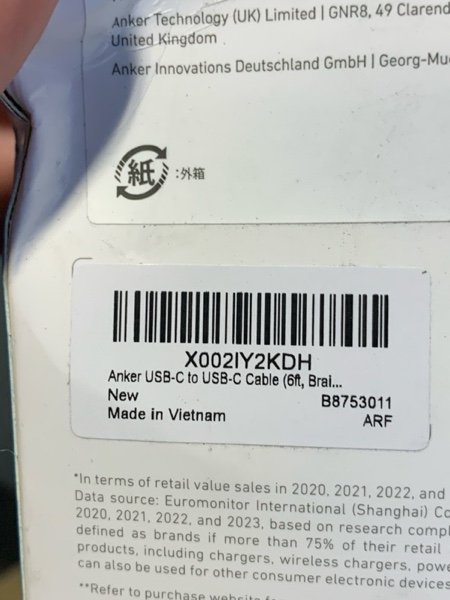 Anker Technology (UK) Limited | GNR8, 49 Clarend
United Kingdom
Anker Innovations Deutschland GmbH | Georg-Mu
紙 :外箱
X002IY2KDH
Anker USB-C to USB-C Cable (6ft, Brai...
New B8753011
Made in Vietnam ARF
*In terms of retail value sales in 2020, 2021, 2022, and
Data source: Euromonitor International (Shanghai) Co
2020, 2021, 2022, and 2023, based on research compl
defined as brands if more than 75% of their retail
products, including chargers, wireless chargers, powe
can also be used for other consumer electronic devices
**Refer to purchase website